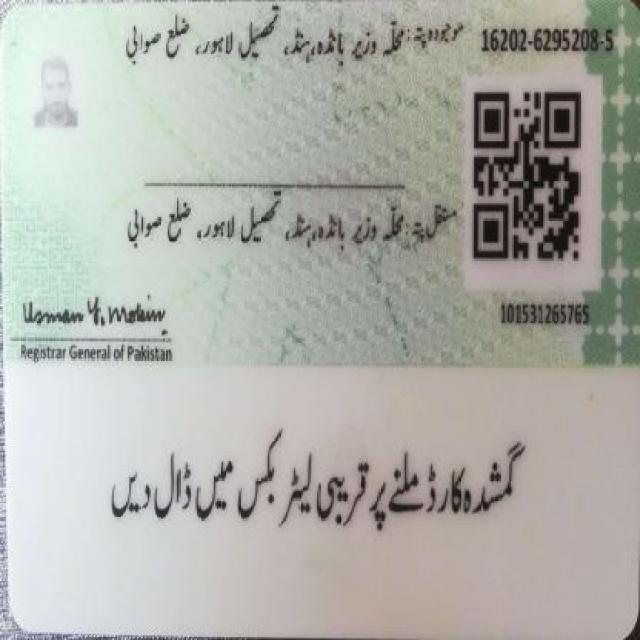 16202-6295208-5
موجودہ پتہ: محلہ وزیر بانڈہ، ہنڈ، تحصیل لاہور، ضلع صوابی
مستقل پتہ: محلہ وزیر بانڈہ، ہنڈ، تحصیل لاہور، ضلع صوابی
101531265765
Usman Y. Mobin
Registrar General of Pakistan
گمشدہ کارڈ ملنے پر قریبی لیٹر بکس میں ڈال دیں